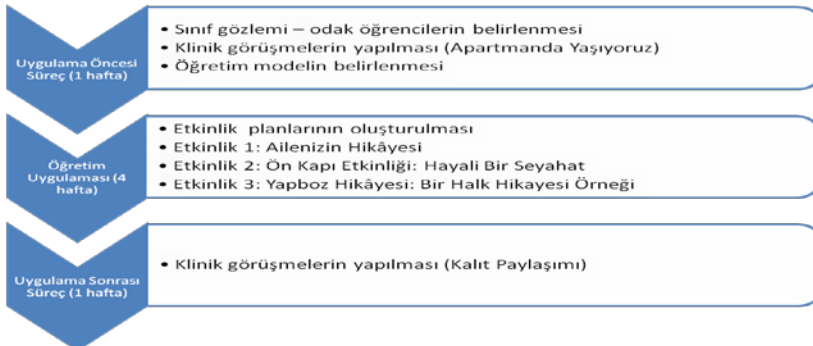 Uygulama Öncesi
Süreç (1 hafta)
• Sınıf gözlemi – odak öğrencilerin belirlenmesi
• Klinik görüşmelerin yapılması (Apartmanda Yaşıyoruz)
• Öğretim modelin belirlenmesi
Öğretim
Uygulaması (4
hafta)
• Etkinlik planlarının oluşturulması
• Etkinlik 1: Ailenizin Hikâyesi
• Etkinlik 2: Ön Kapı Etkinliği: Hayali Bir Seyahat
• Etkinlik 3: Yapboz Hikâyesi: Bir Halk Hikayesi Örneği
Uygulama Sonrası
Süreç (1 hafta)
• Klinik görüşmelerin yapılması (Kalıt Paylaşımı)